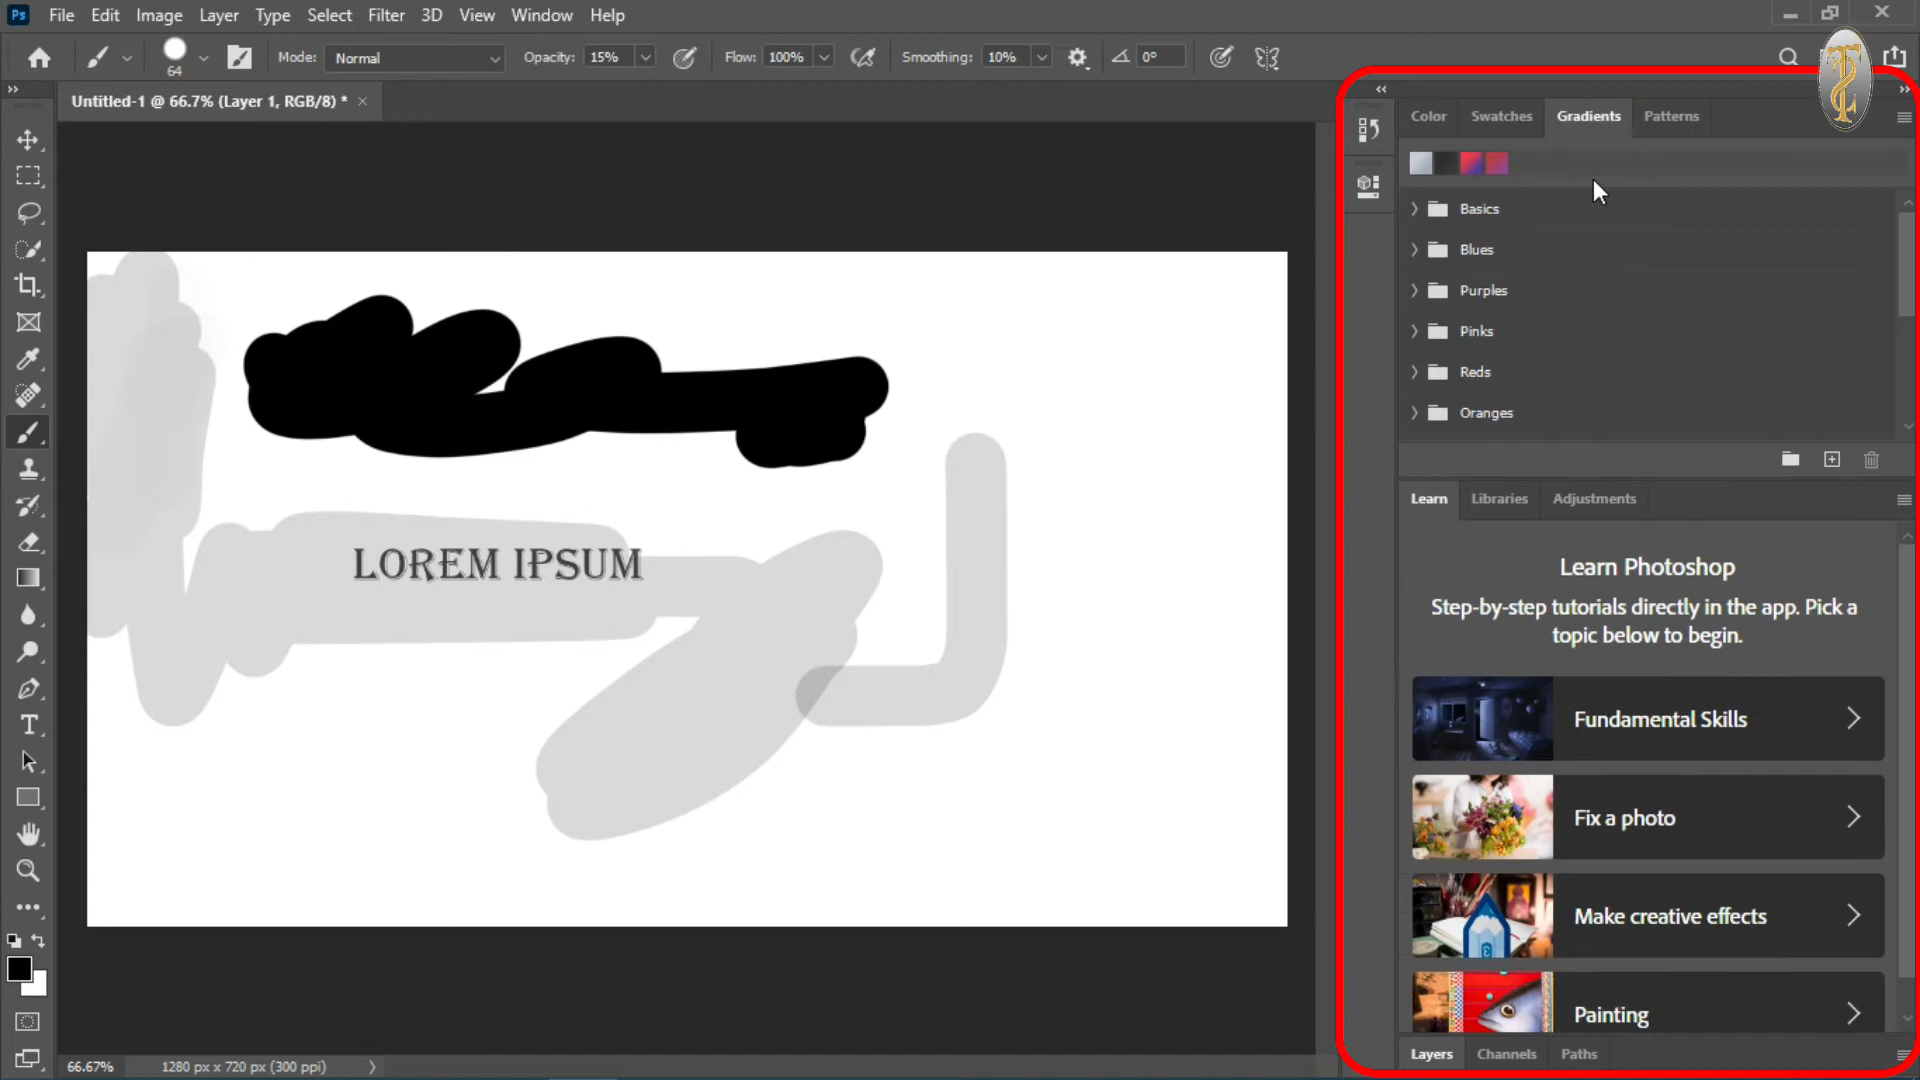 Ps File Edit Image Layer Type Select Filter 3D View Window Help
64 Mode: Normal Opacity: 15% Flow: 100% Smoothing: 10% 0°
Untitled-1 @ 66.7% (Layer 1, RGB/8) *
Color Swatches Gradients Patterns
Basics
Blues
Purples
Pinks
Reds
Oranges
LOREM IPSUM
Learn Libraries Adjustments
Learn Photoshop
Step-by-step tutorials directly in the app. Pick a
topic below to begin.
Fundamental Skills
Fix a photo
Make creative effects
Painting
Layers Channels Paths
66.67% 1280 px x 720 px (300 ppi)